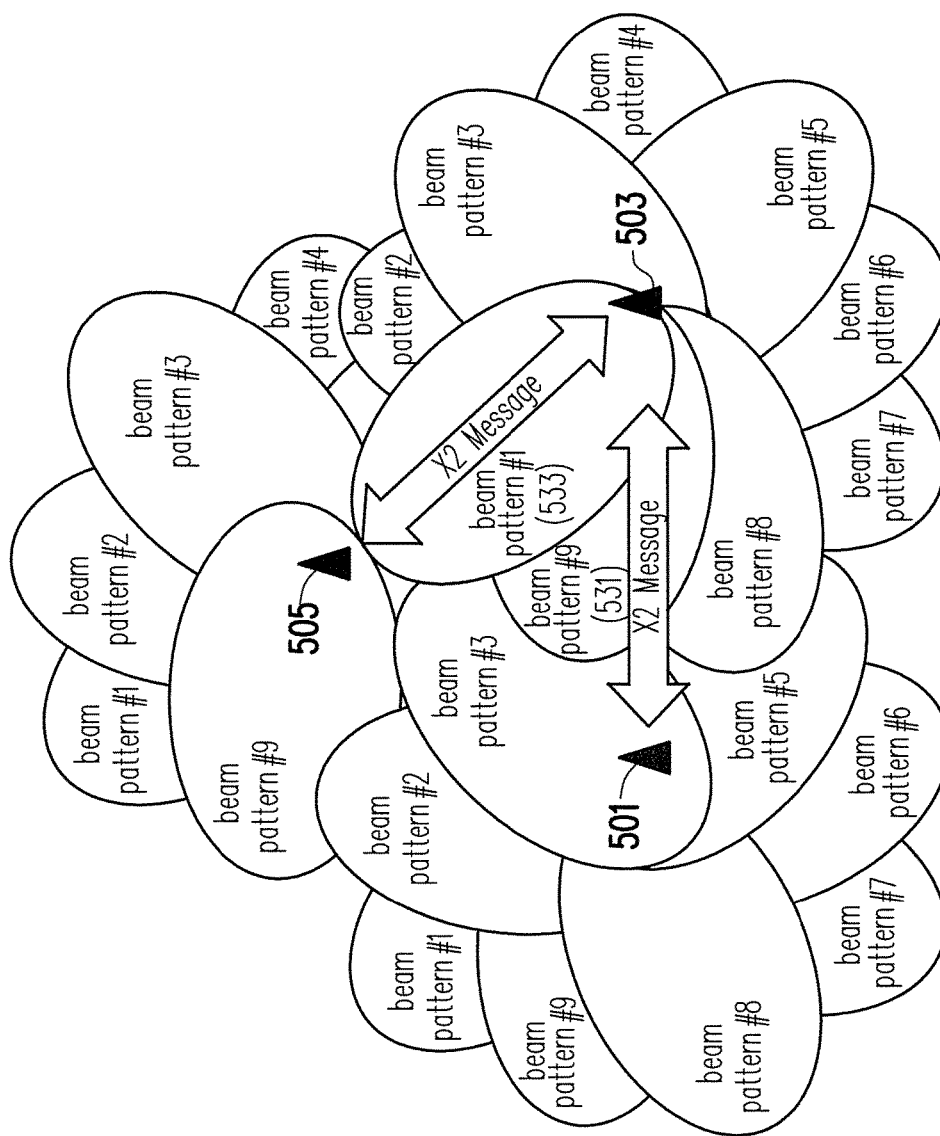 beam
pattern #1
beam
pattern #2
beam
pattern #3
beam
pattern #4
beam
pattern #9
505
beam
pattern #2
beam
pattern #3
beam
pattern #4
503
X2 Message
beam
pattern #1
(533)
beam
pattern #9
(531)
X2 Message
beam
pattern #5
beam
pattern #6
beam
pattern #7
beam
pattern #8
beam
pattern #1
beam
pattern #2
beam
pattern #3
501
beam
pattern #5
beam
pattern #6
beam
pattern #7
beam
pattern #8
beam
pattern #9